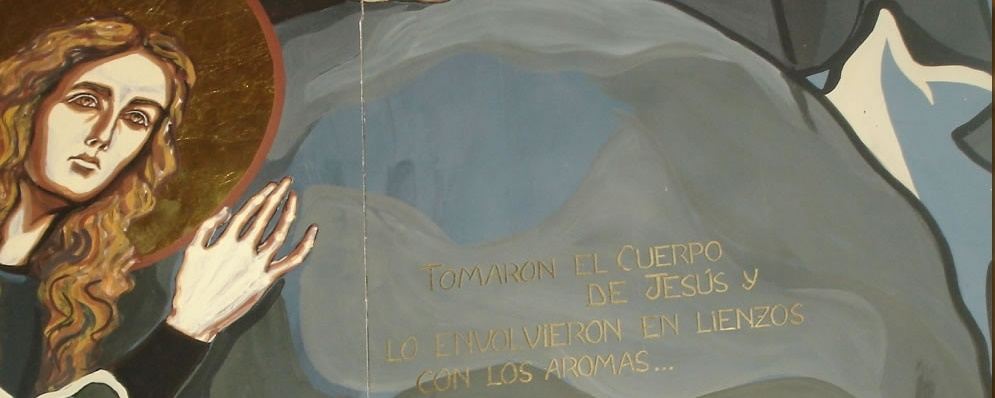 TOMARON EL CUERPO
DE JESÚS Y
LO ENVOLVIERON EN LIENZOS
CON LOS AROMAS...